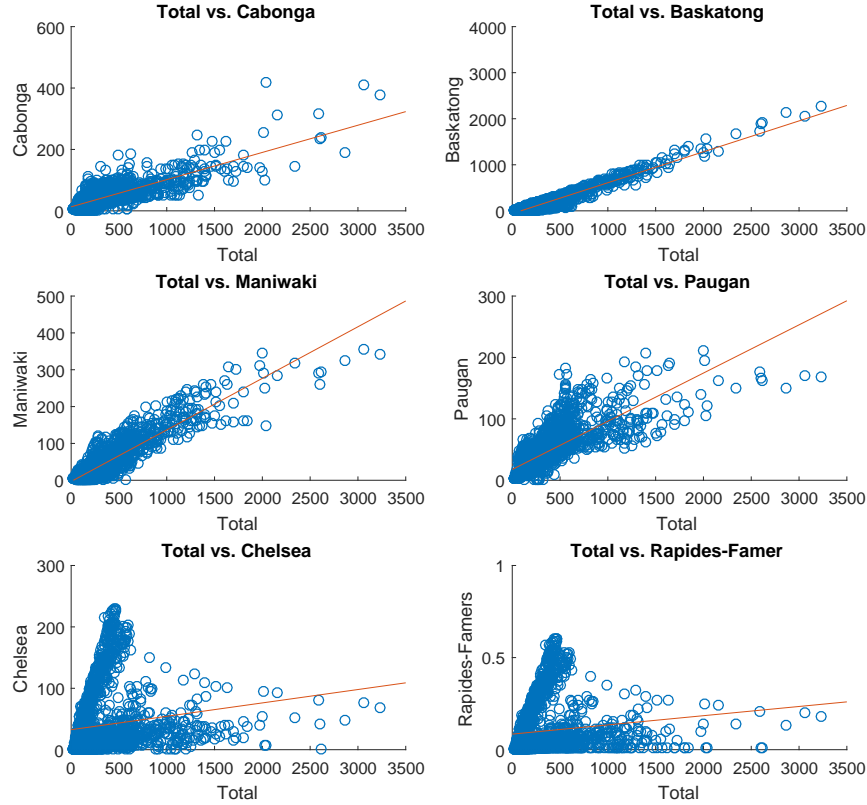 Total vs. Cabonga
600
400
200
0
Cabonga
0 500 1000 1500 2000 2500 3000 3500
Total
Total vs. Baskatong
4000
3000
2000
1000
0
Baskatong
0 500 1000 1500 2000 2500 3000 3500
Total
Total vs. Maniwaki
500
400
300
200
100
0
Maniwaki
0 500 1000 1500 2000 2500 3000 3500
Total
Total vs. Paugan
300
200
100
0
Paugan
0 500 1000 1500 2000 2500 3000 3500
Total
Total vs. Chelsea
300
200
100
0
Chelsea
0 500 1000 1500 2000 2500 3000 3500
Total
Total vs. Rapides-Famer
1
0.5
0
Rapides-Famers
0 500 1000 1500 2000 2500 3000 3500
Total